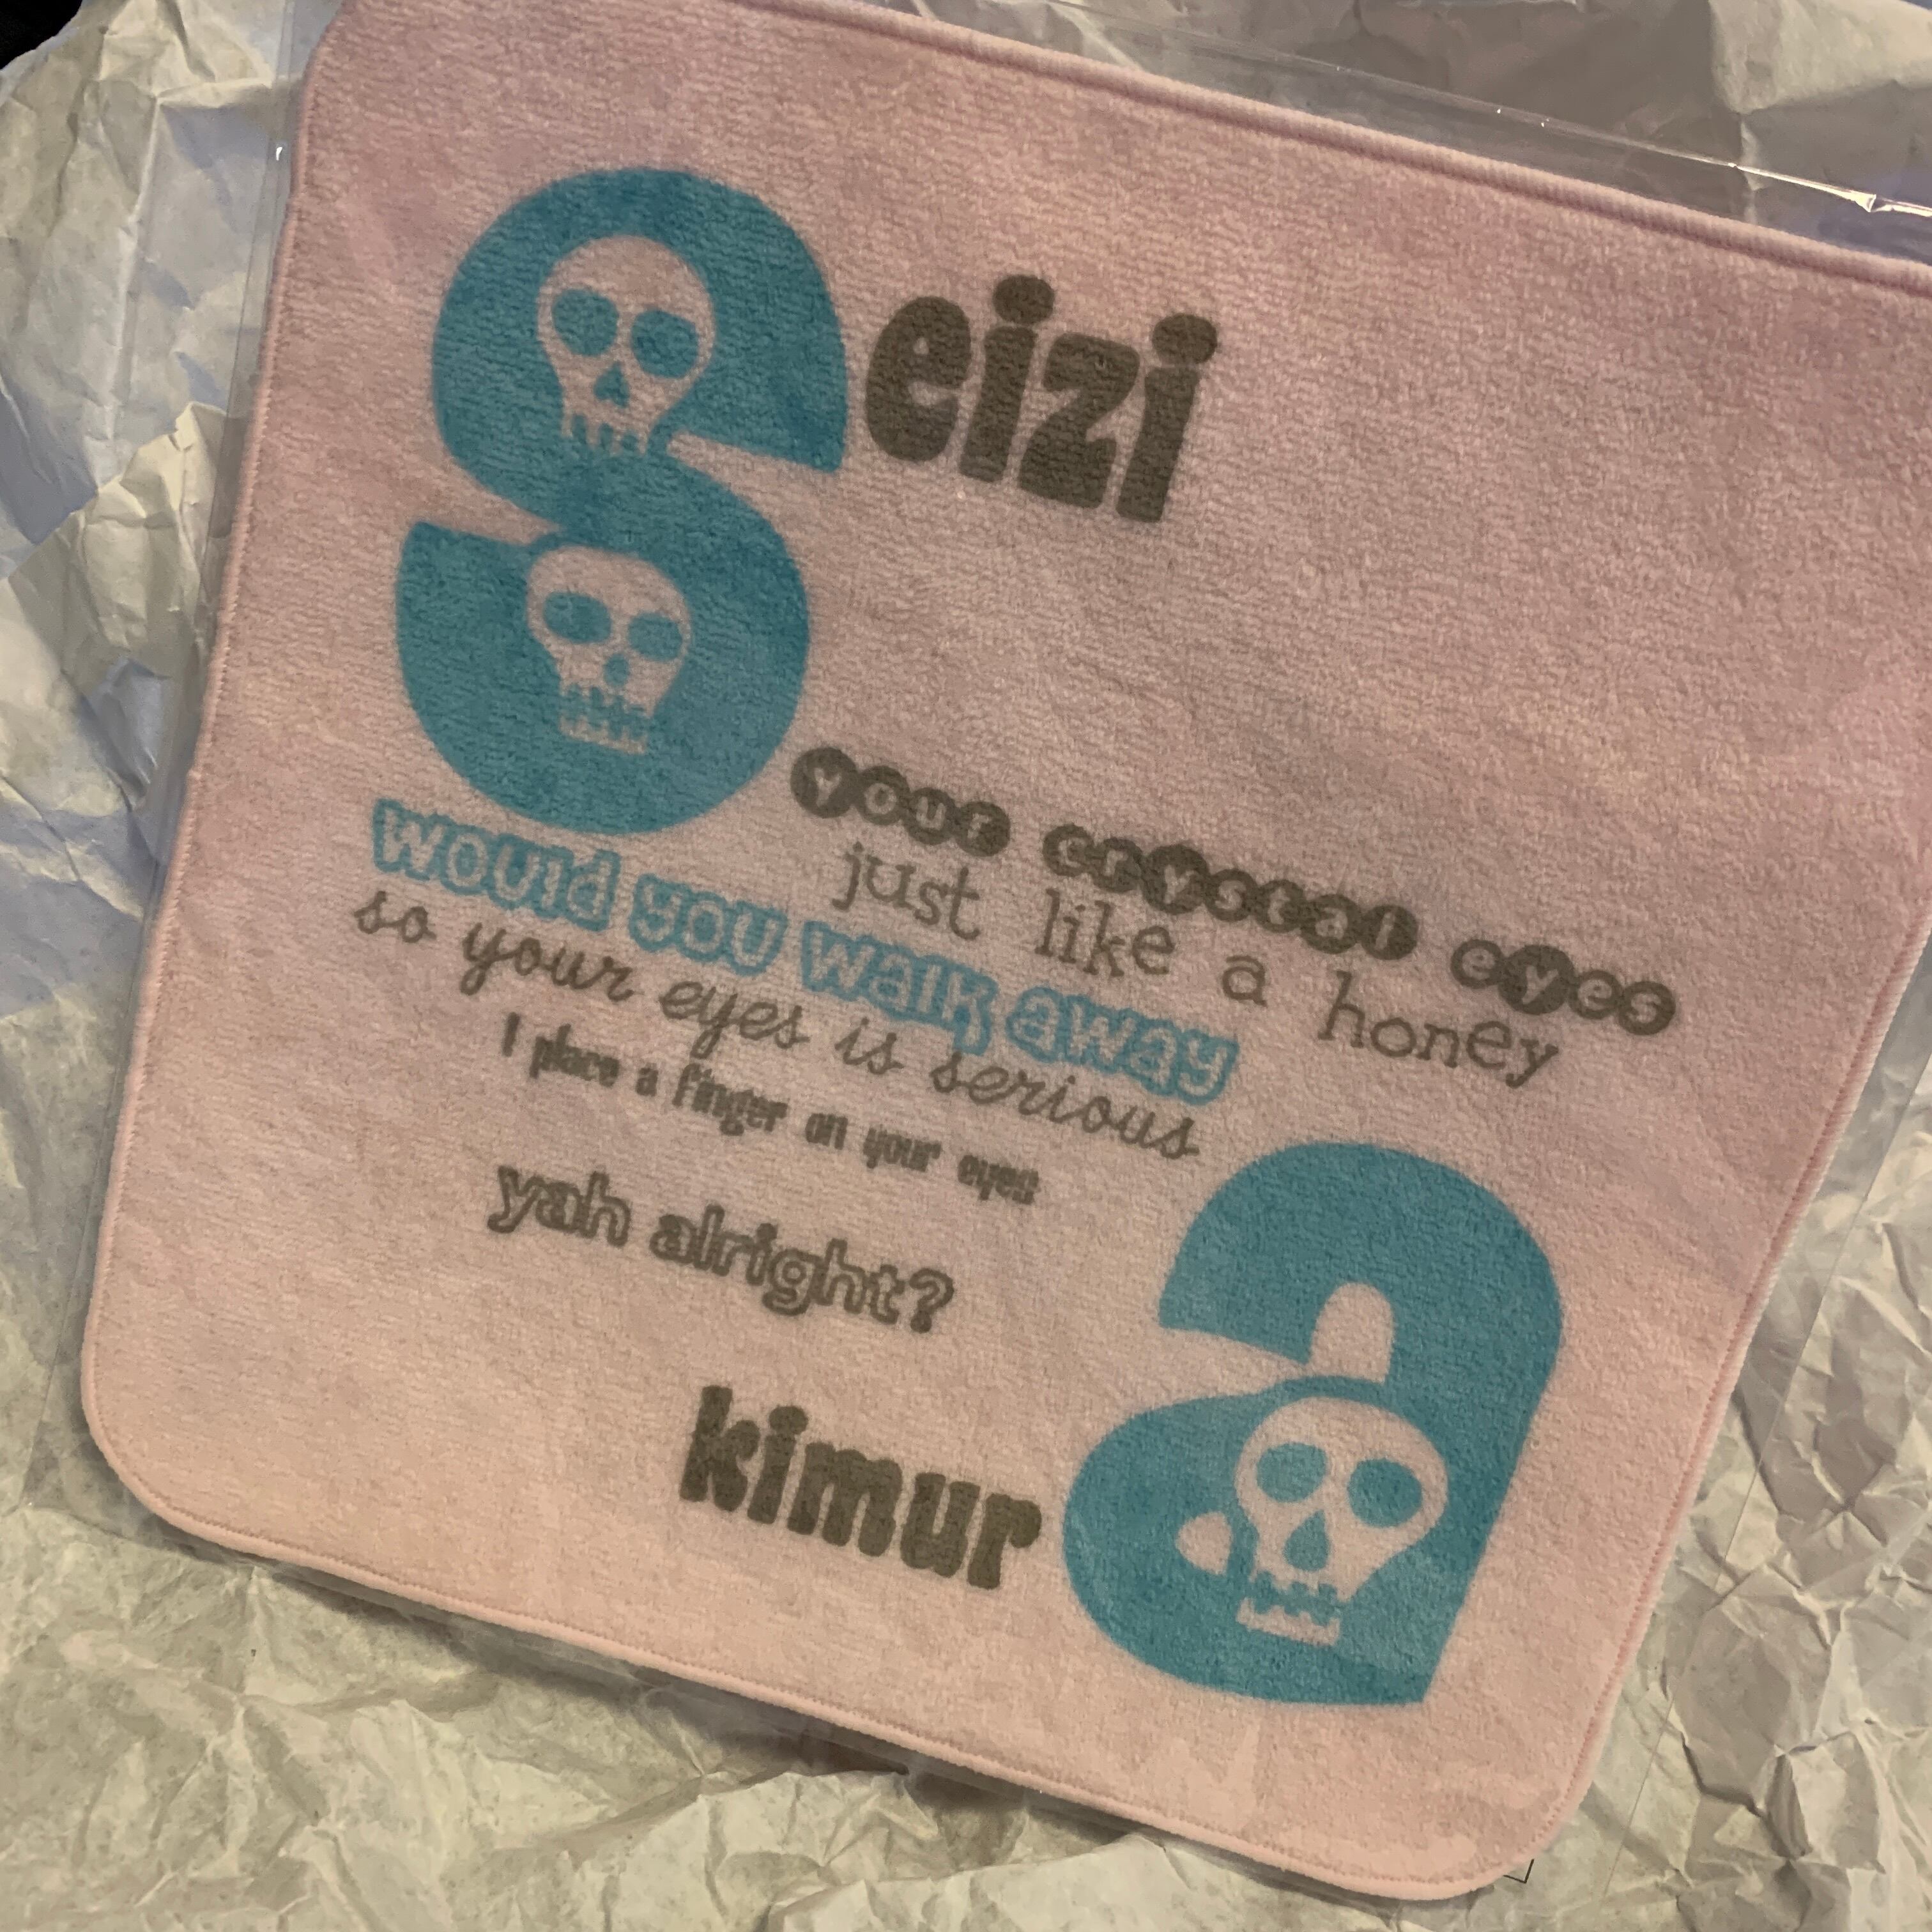 Seizi
your crystal eyes
just like a honey
would you walk away
so your eyes is serious
I place a finger on your eyes
yah alright?
kimura